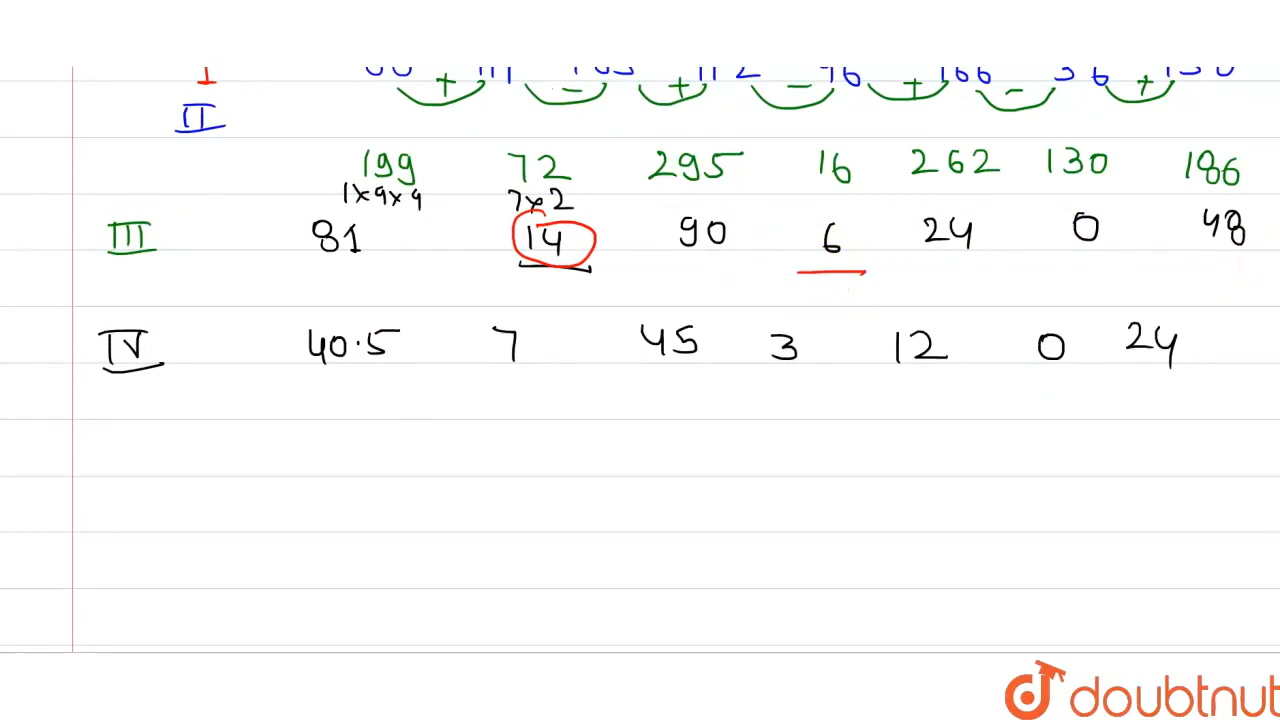 I
+ - + - + - +
II
199 72 295 16 262 130 186
1×9×9 7×2
III 81 14 90 6 24 0 48
IV 40.5 7 45 3 12 0 24
doubtnut